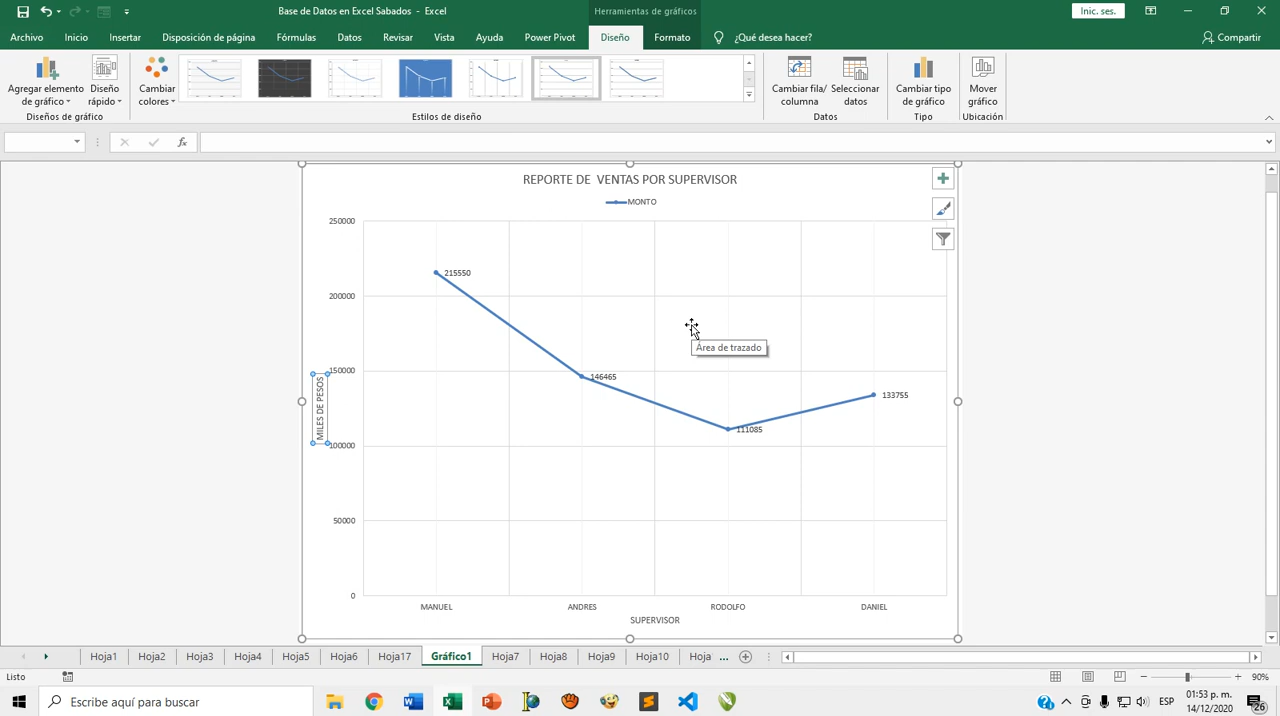 Base de Datos en Excel Sabados - Excel
Herramientas de gráficos
Inic. ses.
Archivo Inicio Insertar Disposición de página Fórmulas Datos Revisar Vista Ayuda Power Pivot Diseño Formato ¿Qué desea hacer? Compartir
Agregar elemento de gráfico
Diseño rápido
Cambiar colores
Cambiar fila/ columna
Seleccionar datos
Cambiar tipo de gráfico
Mover gráfico
Diseños de gráfico
Estilos de diseño
Datos
Tipo
Ubicación
fx
REPORTE DE VENTAS POR SUPERVISOR
MONTO
250000
215550
200000
Área de trazado
150000
146465
133755
111085
MILES DE PESOS
100000
50000
0
MANUEL ANDRES RODOLFO DANIEL
SUPERVISOR
Hoja1 Hoja2 Hoja3 Hoja4 Hoja5 Hoja6 Hoja17 Gráfico1 Hoja7 Hoja8 Hoja9 Hoja10 Hoja ...
Listo
90%
Escribe aquí para buscar
ESP
01:53 p. m.
14/12/2020
26